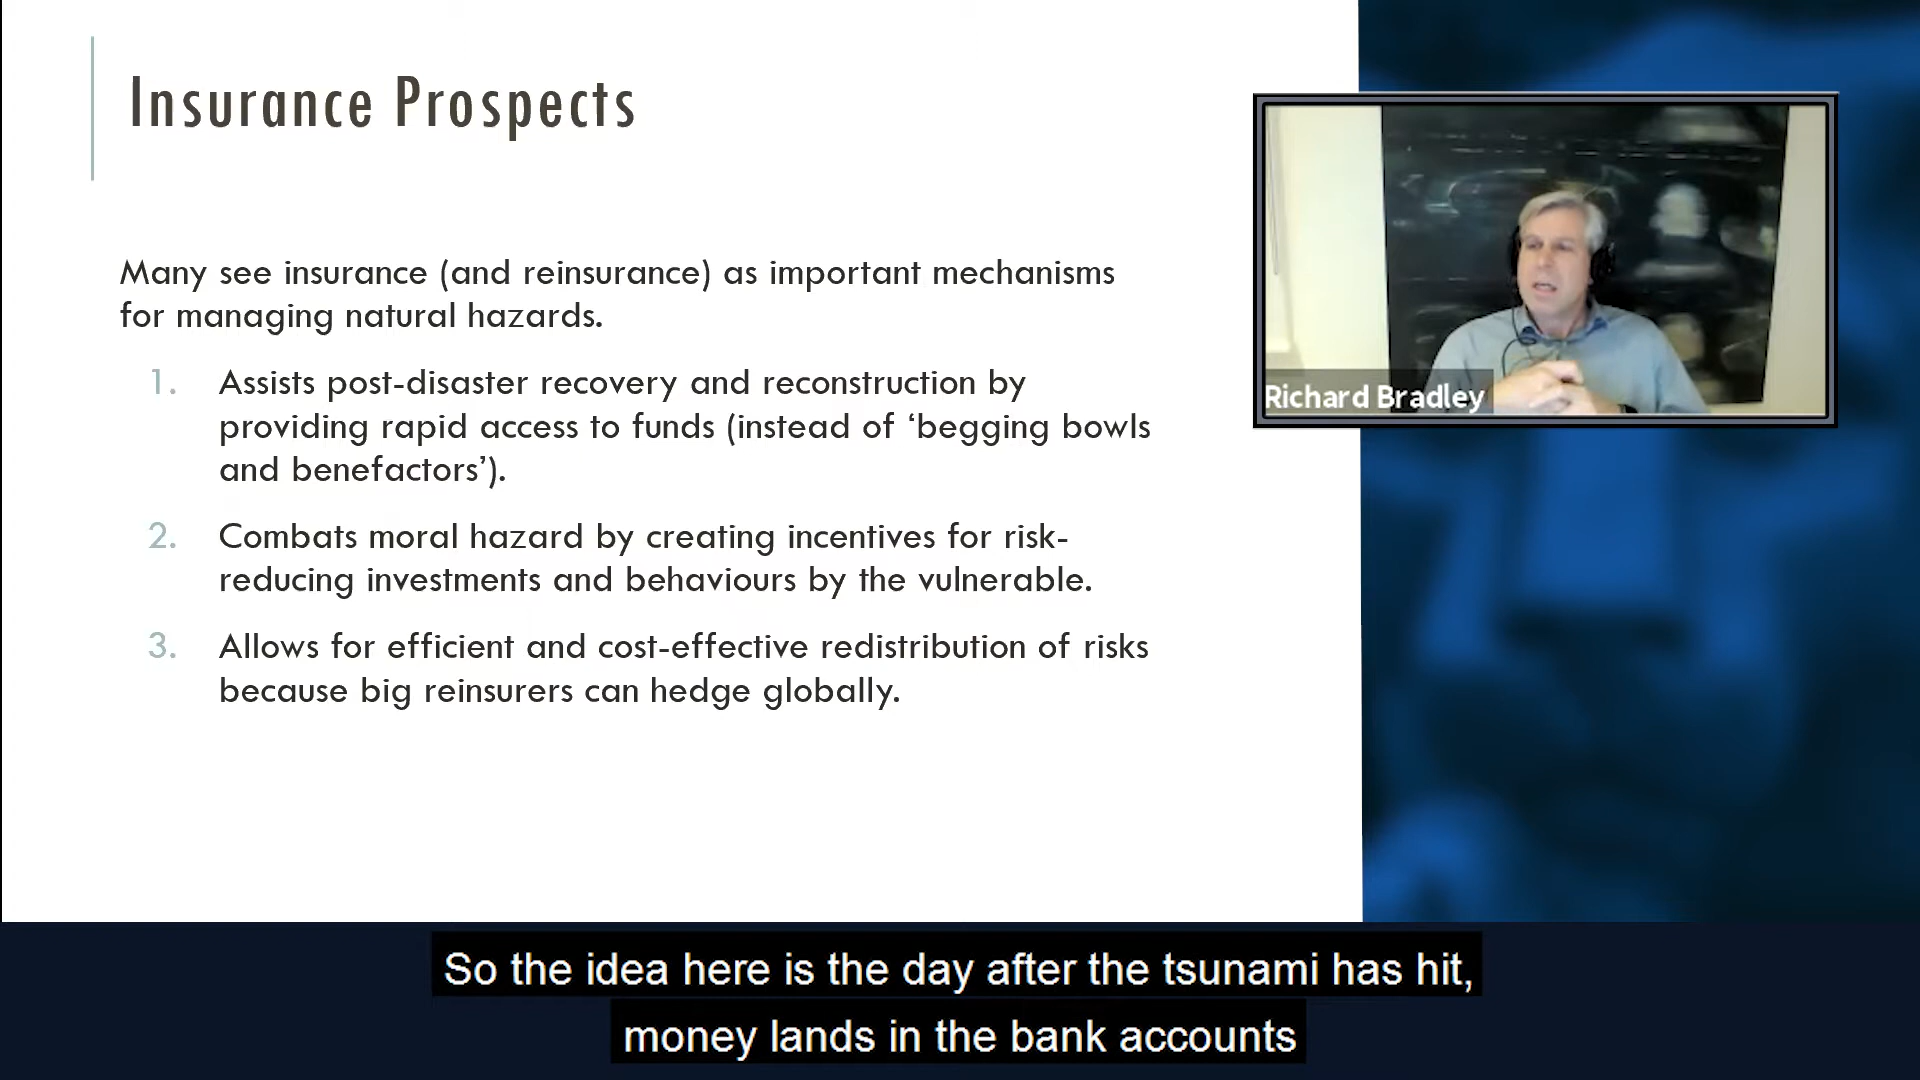 Insurance Prospects
Many see insurance (and reinsurance) as important mechanisms
for managing natural hazards.
1. Assists post-disaster recovery and reconstruction by
providing rapid access to funds (instead of ‘begging bowls
and benefactors’).
2. Combats moral hazard by creating incentives for risk-
reducing investments and behaviours by the vulnerable.
3. Allows for efficient and cost-effective redistribution of risks
because big reinsurers can hedge globally.
Richard Bradley
So the idea here is the day after the tsunami has hit,
money lands in the bank accounts